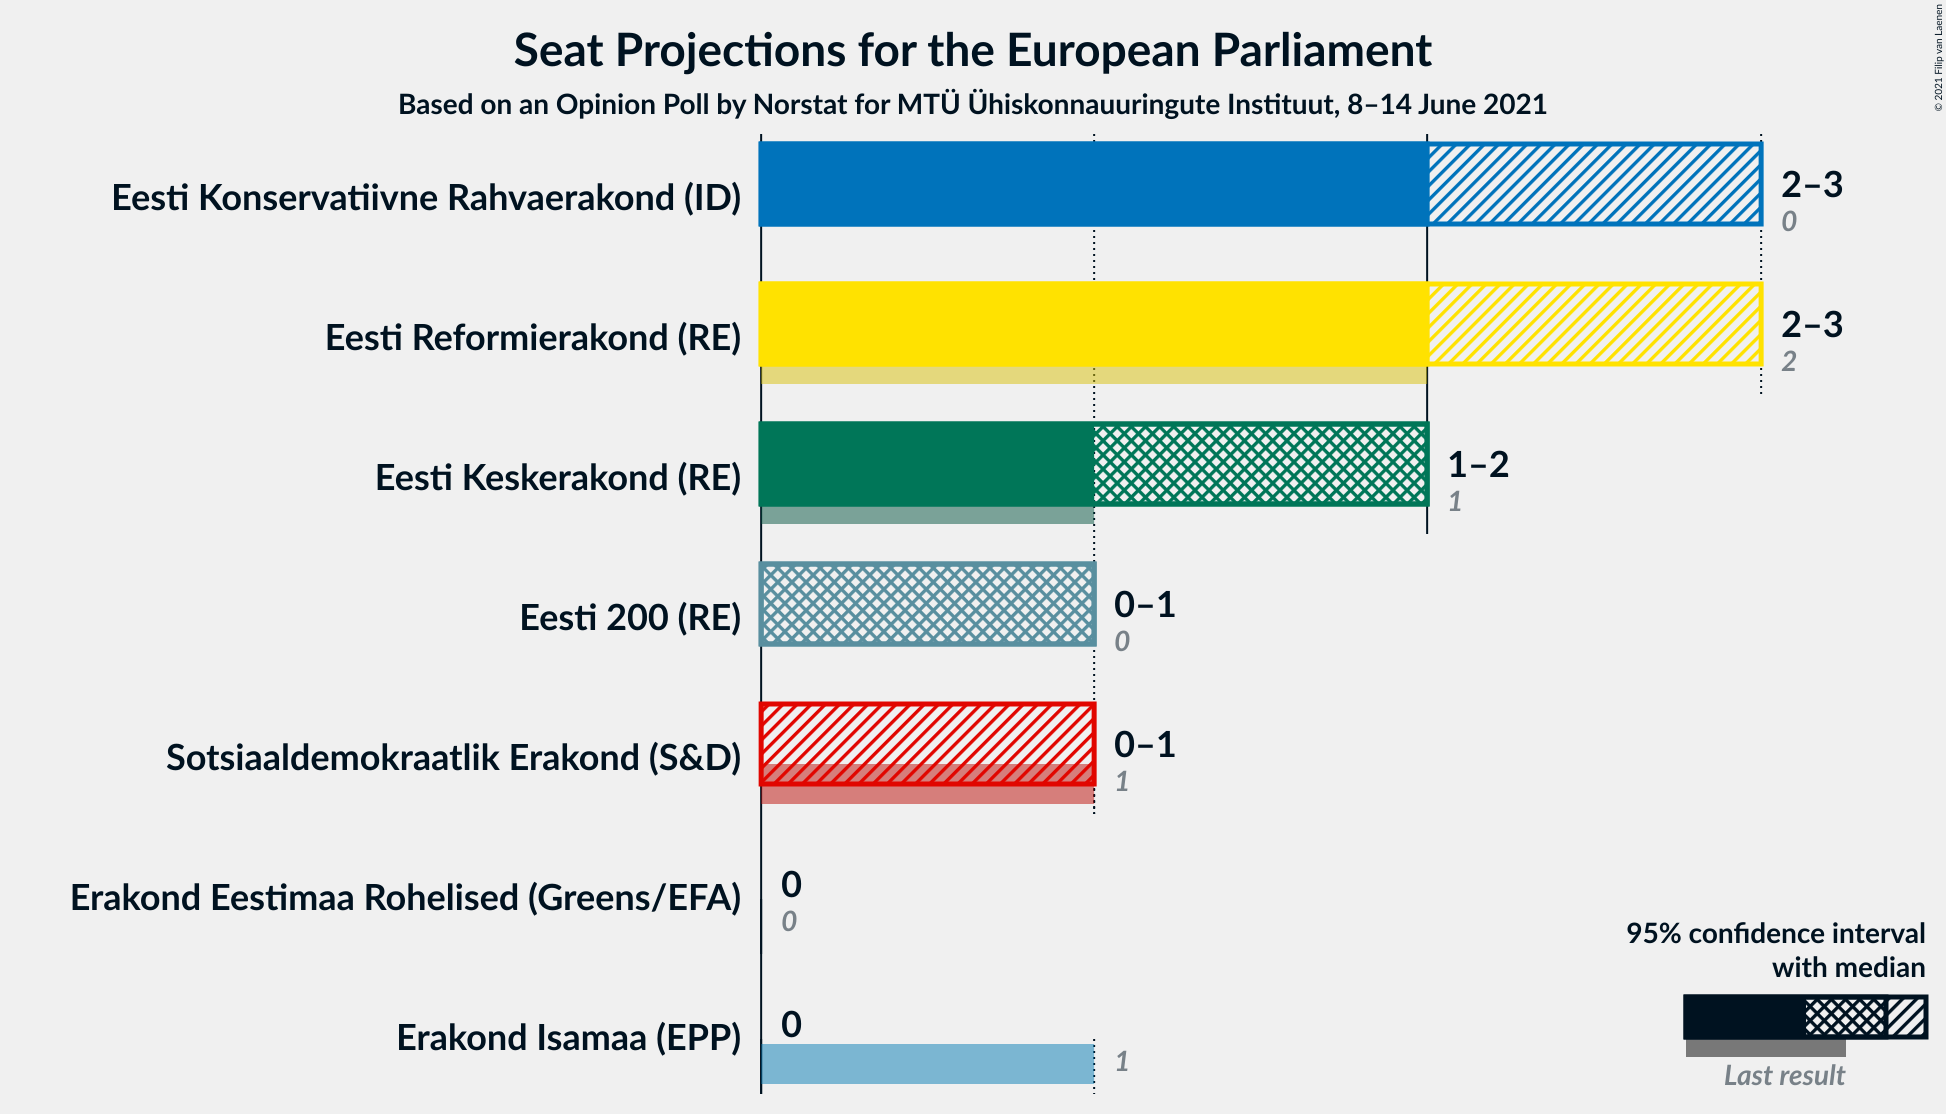 Seat Projections for the European Parliament
Based on an Opinion Poll by Norstat for MTÜ Ühiskonnauuringute Instituut, 8–14 June 2021
© 2021 Filip van Laenen
Eesti Konservatiivne Rahvaerakond (ID)
2–3
0
Eesti Reformierakond (RE)
2–3
2
Eesti Keskerakond (RE)
1–2
1
Eesti 200 (RE)
0–1
0
Sotsiaaldemokraatlik Erakond (S&D)
0–1
1
Erakond Eestimaa Rohelised (Greens/EFA)
0
0
Erakond Isamaa (EPP)
0
1
95% confidence interval
with median
Last result